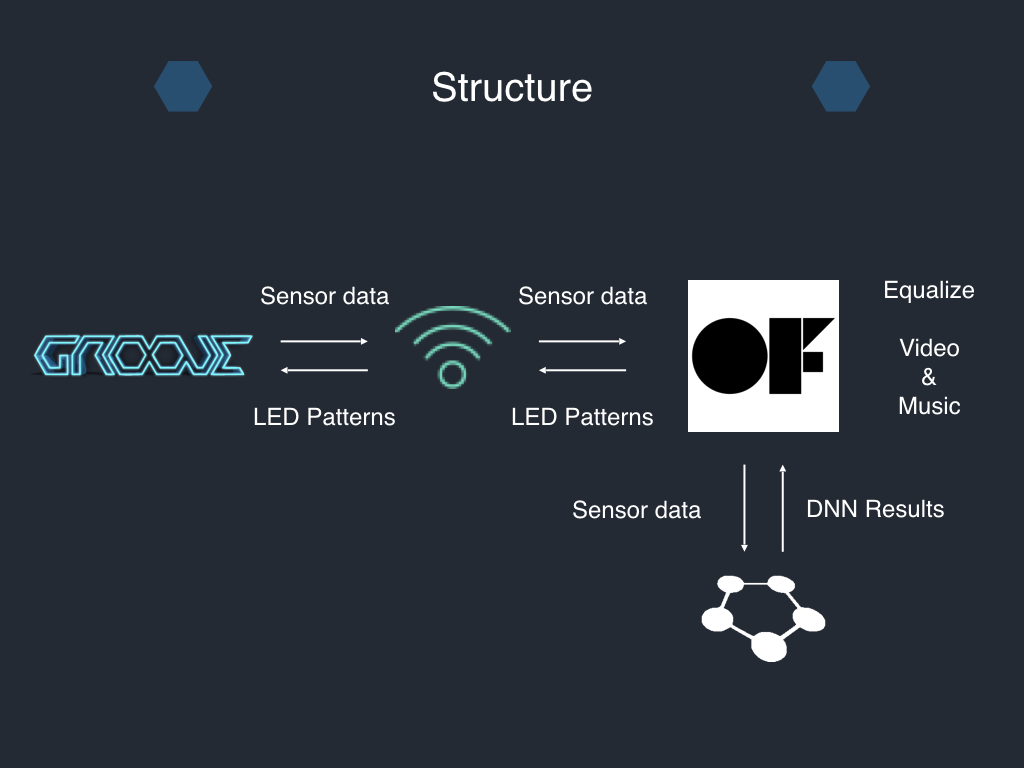 Structure
Sensor data
Sensor data
Equalize
GROOVE
OF
Video
&
Music
LED Patterns
LED Patterns
Sensor data
DNN Results